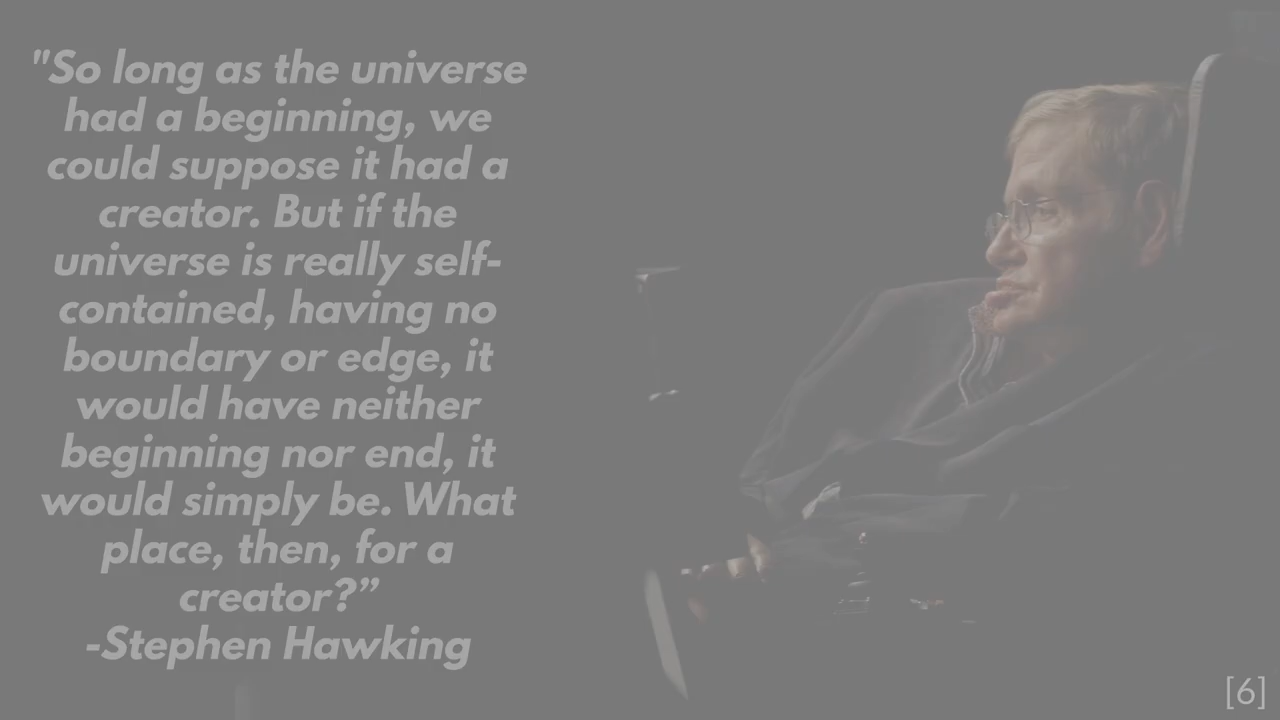 "So long as the universe
had a beginning, we
could suppose it had a
creator. But if the
universe is really self-
contained, having no
boundary or edge, it
would have neither
beginning nor end, it
would simply be. What
place, then, for a
creator?”
-Stephen Hawking
[6]